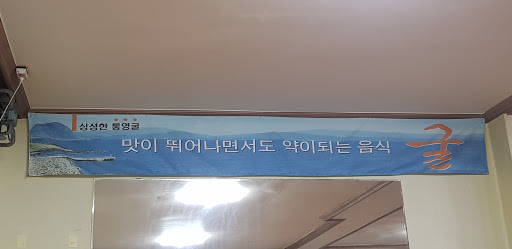 싱싱한 통영굴
맛이 뛰어나면서도 약이되는 음식
굴